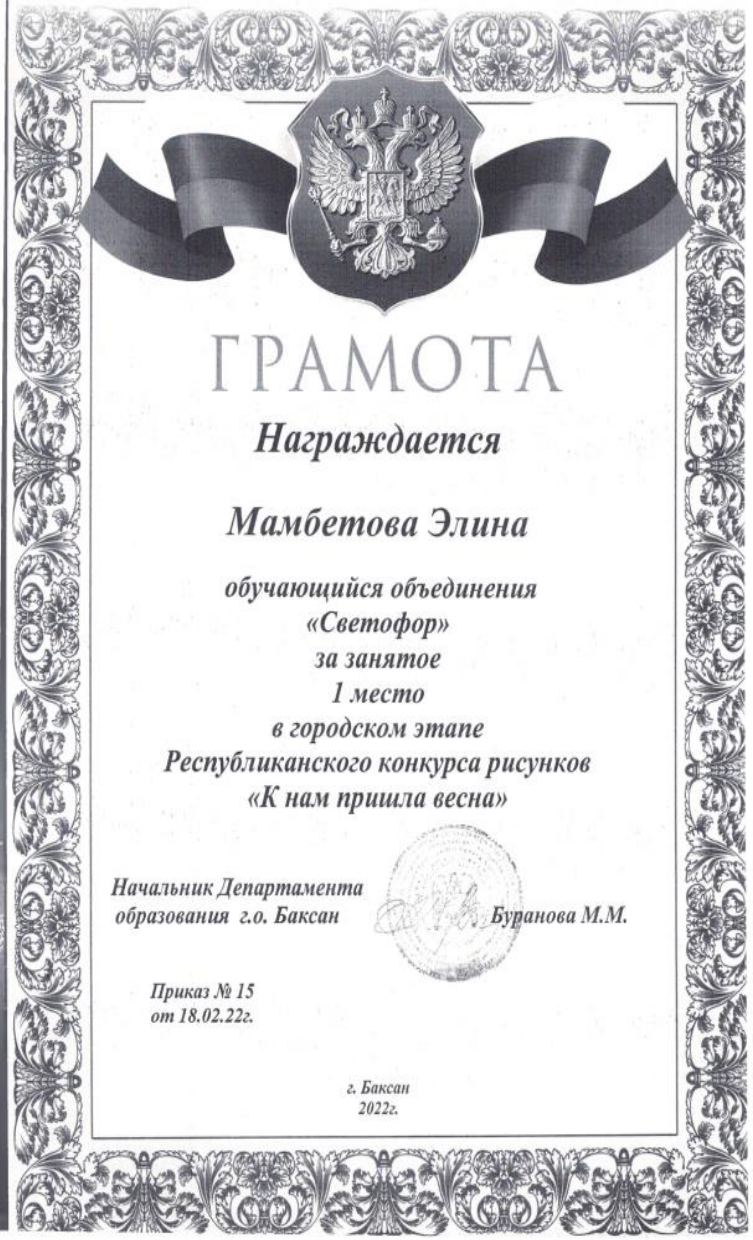 ГРАМОТА
Награждается
Мамбетова Элина
обучающийся объединения
«Светофор»
за занятое
1 место
в городском этапе
Республиканского конкурса рисунков
«К нам пришла весна»
Начальник Департамента
образования г.о. Баксан
Буранова М.М.
Приказ № 15
от 18.02.22г.
г. Баксан
2022г.